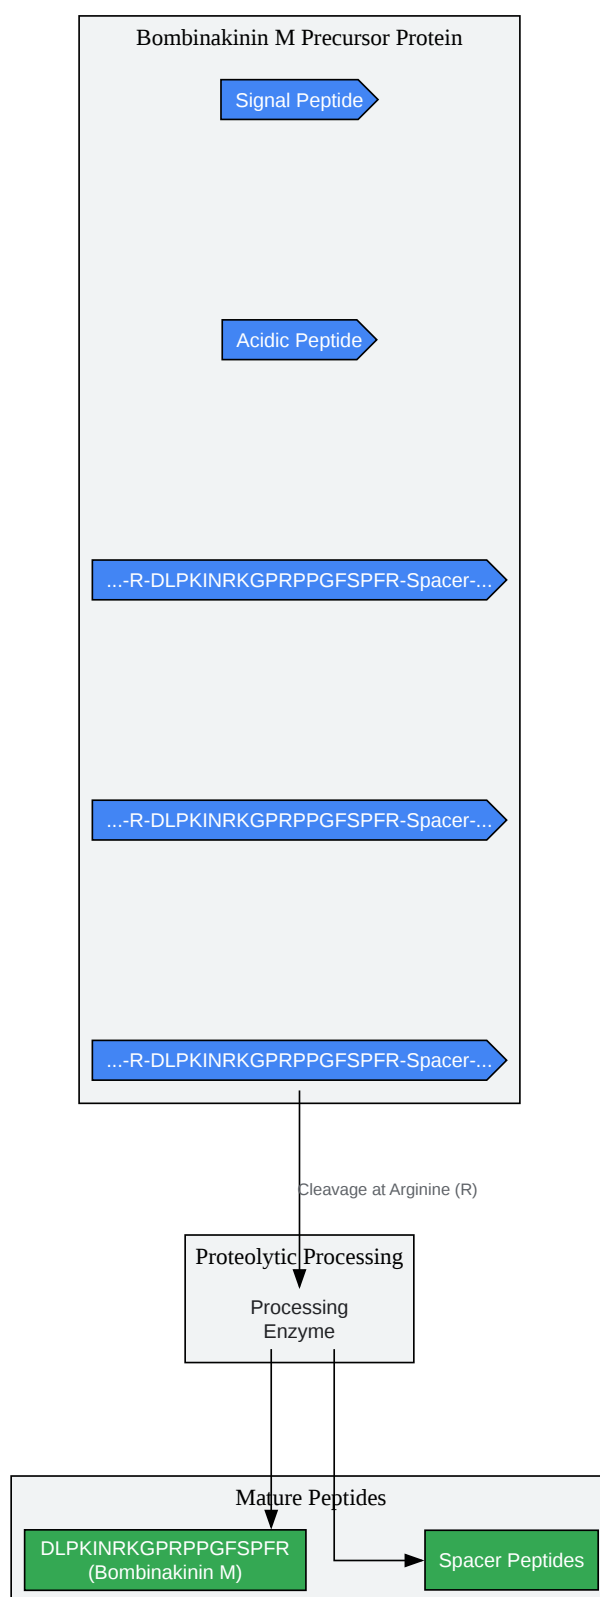 Bombinakinin M Precursor Protein
Signal Peptide
Acidic Peptide
...-R-DLPKINRKGPRPPGFSPFR-Spacer-...
...-R-DLPKINRKGPRPPGFSPFR-Spacer-...
...-R-DLPKINRKGPRPPGFSPFR-Spacer-...
Cleavage at Arginine (R)
Proteolytic Processing
Processing
Enzyme
Mature Peptides
DLPKINRKGPRPPGFSPFR
(Bombinakinin M)
Spacer Peptides